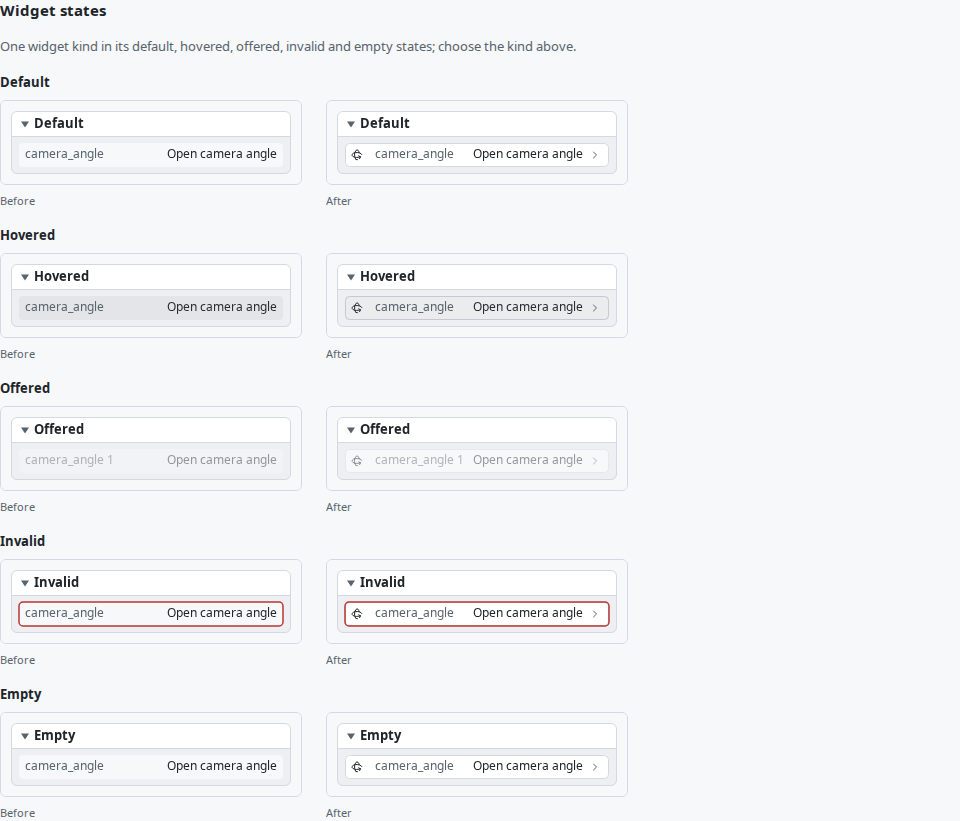 Widget states
One widget kind in its default, hovered, offered, invalid and empty states; choose the kind above.
Default
Default
camera_angle Open camera angle
Before
Default
camera_angle Open camera angle
After
Hovered
Hovered
camera_angle Open camera angle
Before
Hovered
camera_angle Open camera angle
After
Offered
Offered
camera_angle 1 Open camera angle
Before
Offered
camera_angle 1 Open camera angle
After
Invalid
Invalid
camera_angle Open camera angle
Before
Invalid
camera_angle Open camera angle
After
Empty
Empty
camera_angle Open camera angle
Before
Empty
camera_angle Open camera angle
After